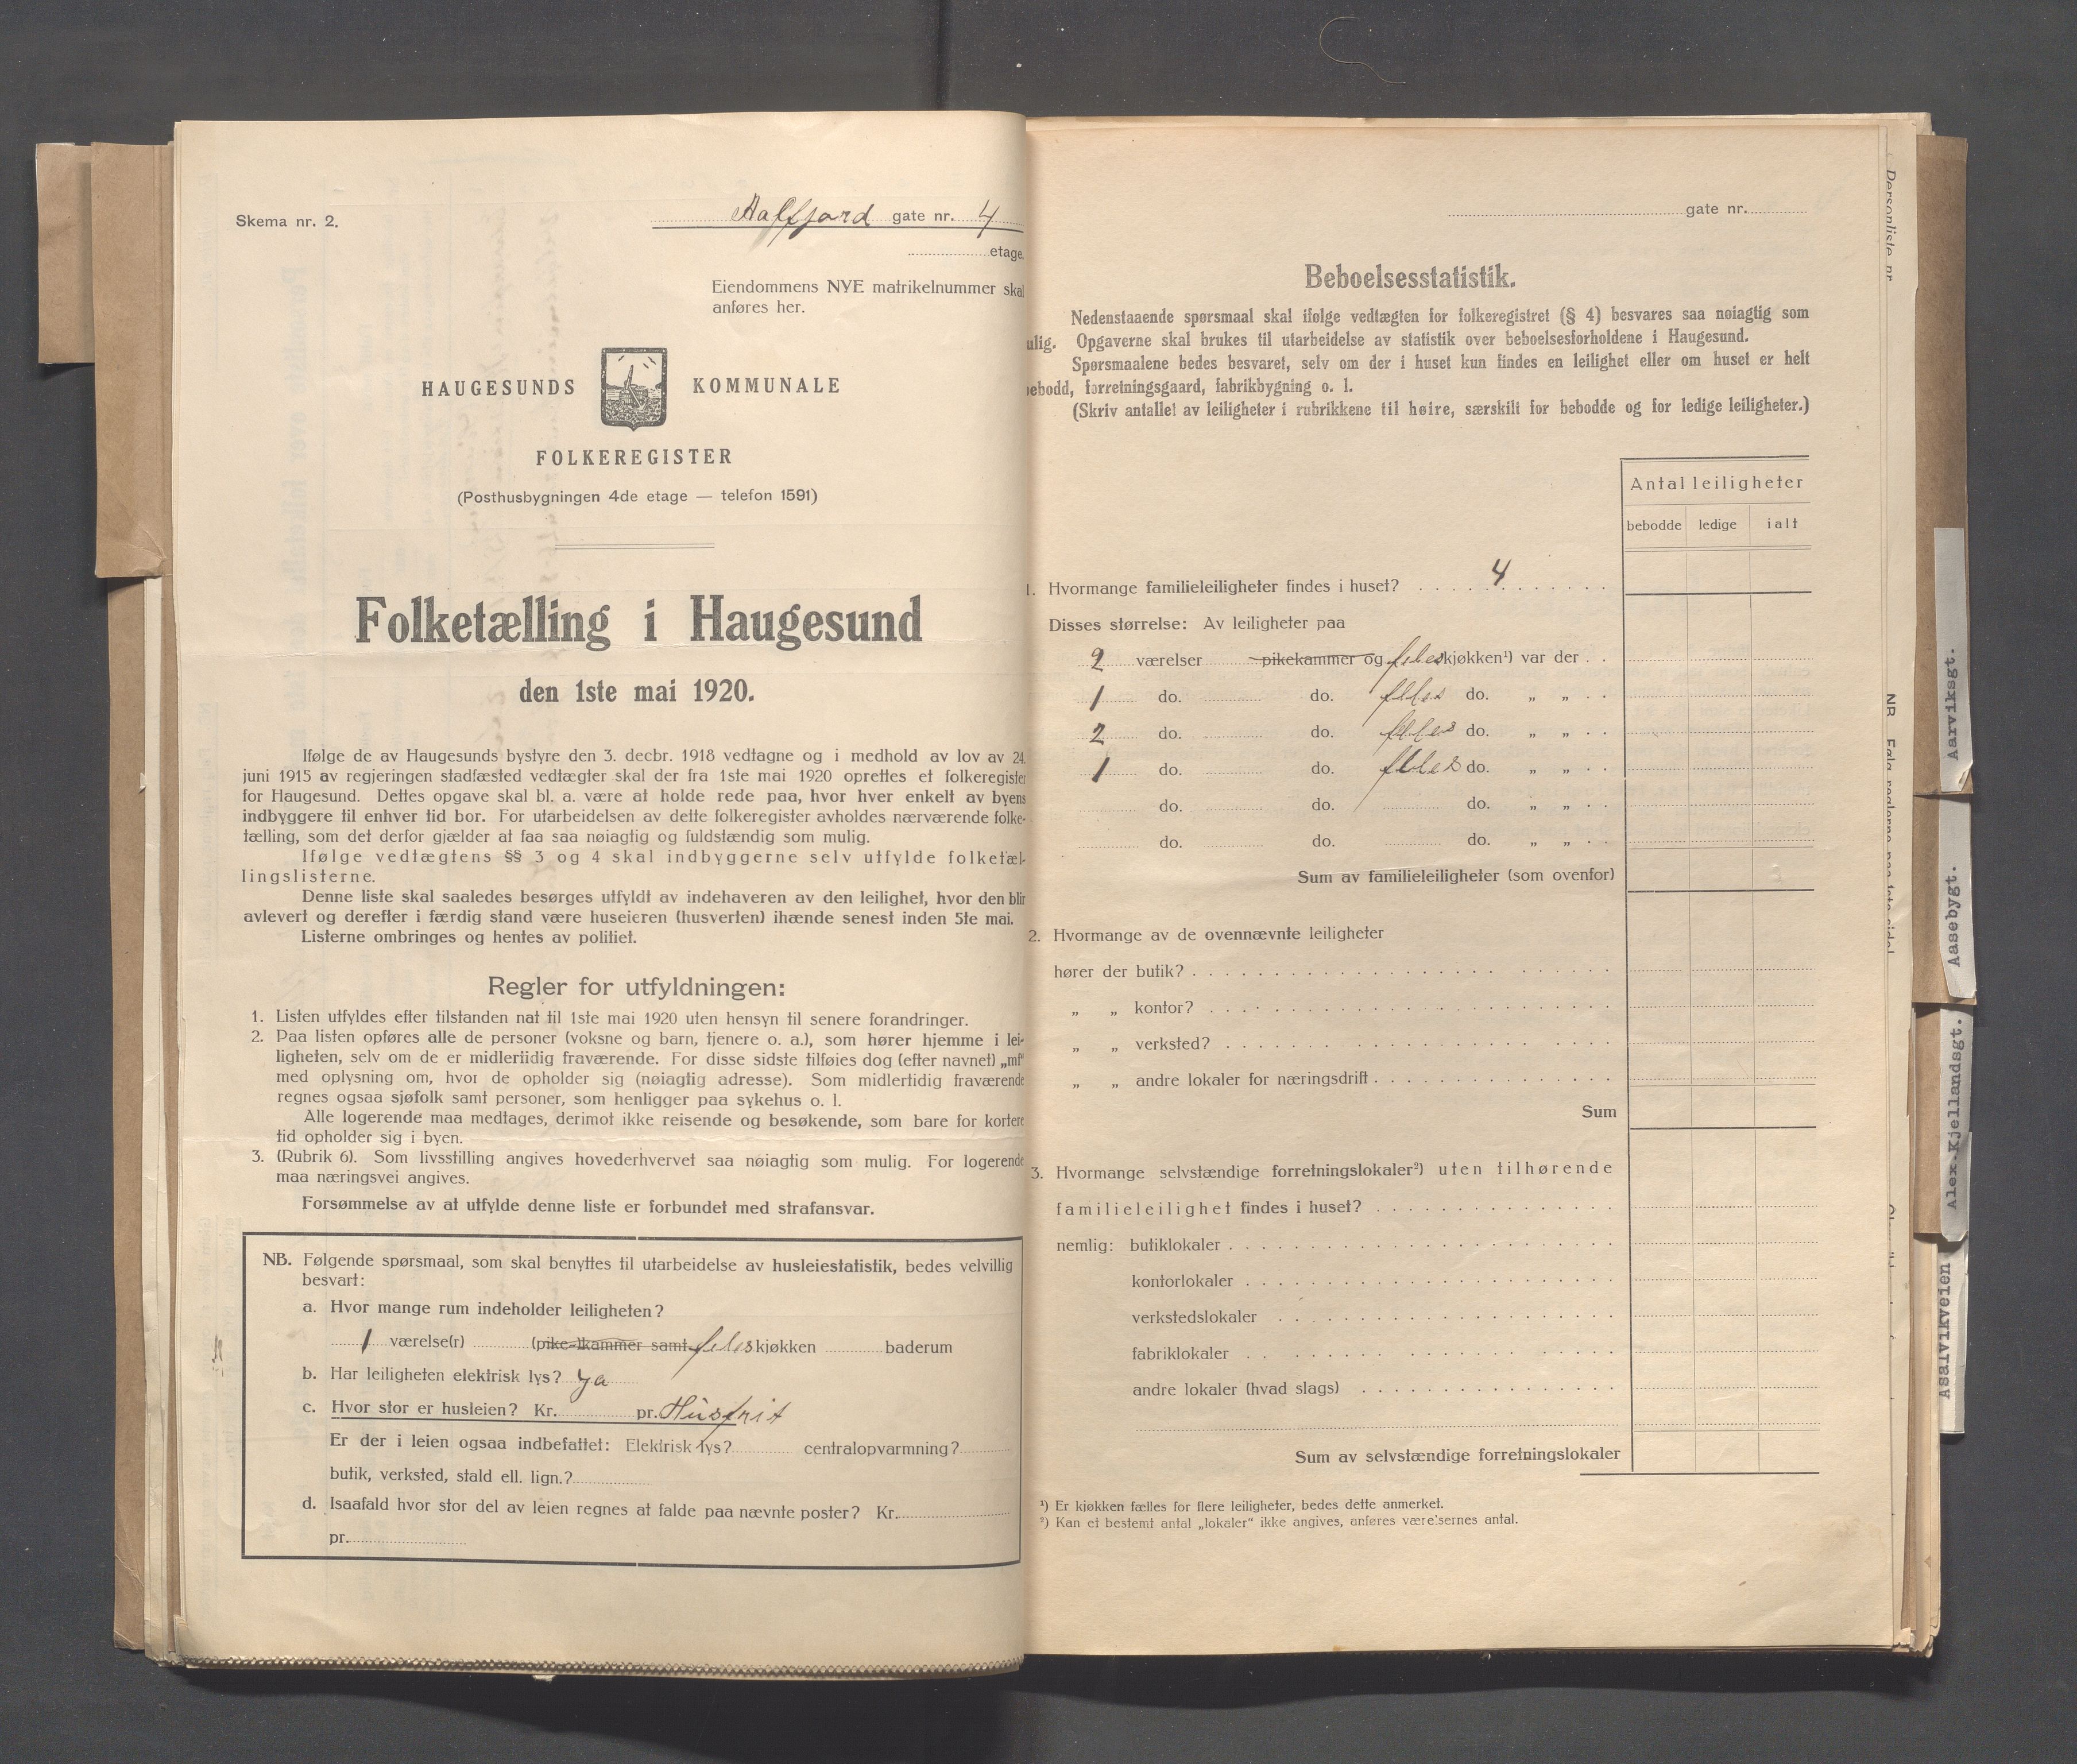 Skema nr. 2.
Aalfjord gate nr. 4
etage.
Eiendommens NYE matrikelnummer skal
anføres her.
HAUGESUNDS KOMMUNALE
FOLKEREGISTER
(Posthusbygningen 4de etage — telefon 1591)
Folketælling i Haugesund
den 1ste mai 1920.
Ifølge de av Haugesunds bystyre den 3. decbr. 1918 vedtagne og i medhold av lov av 24.
juni 1915 av regjeringen stadfæsted vedtægter skal der fra 1ste mai 1920 oprettes et folkeregister
for Haugesund. Dettes opgave skal bl. a. være at holde rede paa, hvor hver enkelt av byens
indbyggere til enhver tid bor. For utarbeidelsen av dette folkeregister avholdes nærværende folke-
tælling, som det derfor gjælder at faa saa nøiagtig og fuldstændig som mulig.
Ifølge vedtægtens §§ 3 og 4 skal indbyggerne selv utfylde folketæl-
lingslisterne.
Denne liste skal saaledes besørges utfyldt av indehaveren av den leilighet, hvor den blir
avlevert og derefter i færdig stand være huseieren (husverten) ihænde senest inden 5te mai.
Listerne ombringes og hentes av politiet.
Regler for utfyldningen:
1. Listen utfyldes efter tilstanden nat til 1ste mai 1920 uten hensyn til senere forandringer.
2. Paa listen opføres alle de personer (voksne og barn, tjenere o. a.), som hører hjemme i lei-
ligheten, selv om de er midlertidig fraværende. For disse sidste tilføies dog (efter navnet) „mf“
med oplysning om, hvor de opholder sig (nøiagtig adresse). Som midlertidig fraværende
regnes ogsaa sjøfolk samt personer, som henligger paa sykehus o. l.
Alle logerende maa medtages, derimot ikke reisende og besøkende, som bare for kortere
tid opholder sig i byen.
3. (Rubrik 6). Som livsstilling angives hovederhvervet saa nøiagtig som mulig. For logerende
maa næringsvei angives.
Forsømmelse av at utfylde denne liste er forbundet med strafansvar.
NB. Følgende spørsmaal, som skal benyttes til utarbeidelse av husleiestatistik, bedes velvillig
besvart:
a. Hvor mange rum indeholder leiligheten?
1 værelse(r) (pike-)kammer samt feles kjøkken baderum
b. Har leiligheten elektrisk lys? ja
c. Hvor stor er husleien? Kr. pr. Husfrit
Er der i leien ogsaa indbefattet: Elektrisk lys? centralopvarmning?
butik, verksted, stald ell. lign.?
d. Isaafald hvor stor del av leien regnes at falde paa nævnte poster? Kr.
pr.
gate nr.
Beboelsesstatistik.
Nedenstaaende spørsmaal skal ifølge vedtægten for folkeregistret (§ 4) besvares saa nøiagtig som
ulig. Opgaverne skal brukes til utarbeidelse av statistik over beboelsesforholdene i Haugesund.
Spørsmaalene bedes besvaret, selv om der i huset kun findes en leilighet eller om huset er helt
ebodd, forretningsgaard, fabrikbygning o. l.
(Skriv antallet av leiligheter i rubrikkene til høire, særskilt for bebodde og for ledige leiligheter.)
Antal leiligheter
bebodde ledige ialt
1. Hvormange familieleiligheter findes i huset? 4
Disses størrelse: Av leiligheter paa
2 værelser pikekammer og feles kjøkken¹) var der
1 do. do. felles do. „ „
2 do. do. felles do. „ „
1 do. do. felles do. „ „
do. do. do. „ „
do. do. do. „ „
Sum av familieleiligheter (som ovenfor)
2. Hvormange av de ovennævnte leiligheter
hører der butik?
„ „ kontor?
„ „ verksted?
„ „ andre lokaler for næringsdrift
Sum
3. Hvormange selvstændige forretningslokaler²) uten tilhørende
familieleilighet findes i huset?
nemlig: butiklokaler
kontorlokaler
verkstedslokaler
fabriklokaler
andre lokaler (hvad slags)
Sum av selvstændige forretningslokaler
¹) Er kjøkken fælles for flere leiligheter, bedes dette anmerket.
²) Kan et bestemt antal „lokaler“ ikke angives, anføres værelsernes antal.
Personliste nr.
Aarviksgt.
Aasebygt.
Alex.Kjellandsgt.
Asalvikveien